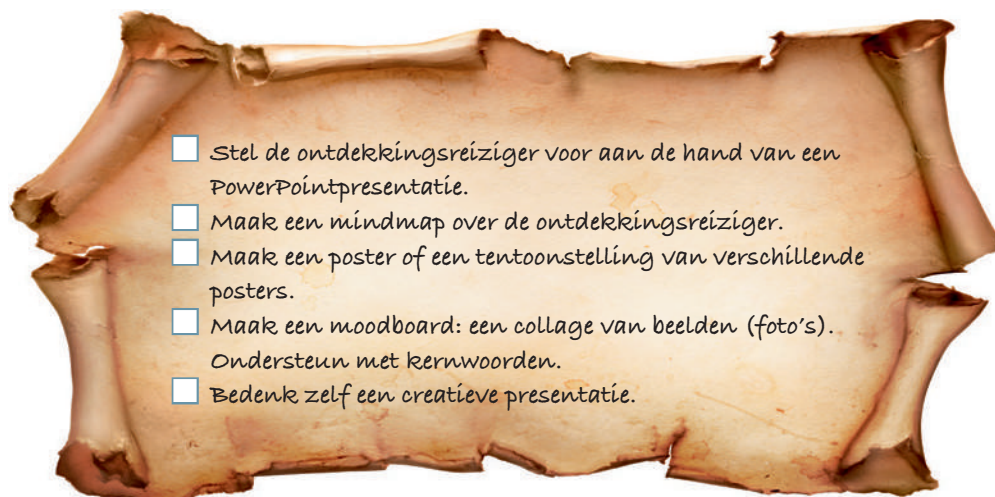 Stel de ontdekkingsreiziger voor aan de hand van een
PowerPointpresentatie.
Maak een mindmap over de ontdekkingsreiziger.
Maak een poster of een tentoonstelling van verschillende
posters.
Maak een moodboard: een collage van beelden (foto's).
Ondersteun met kernwoorden.
Bedenk zelf een creatieve presentatie.